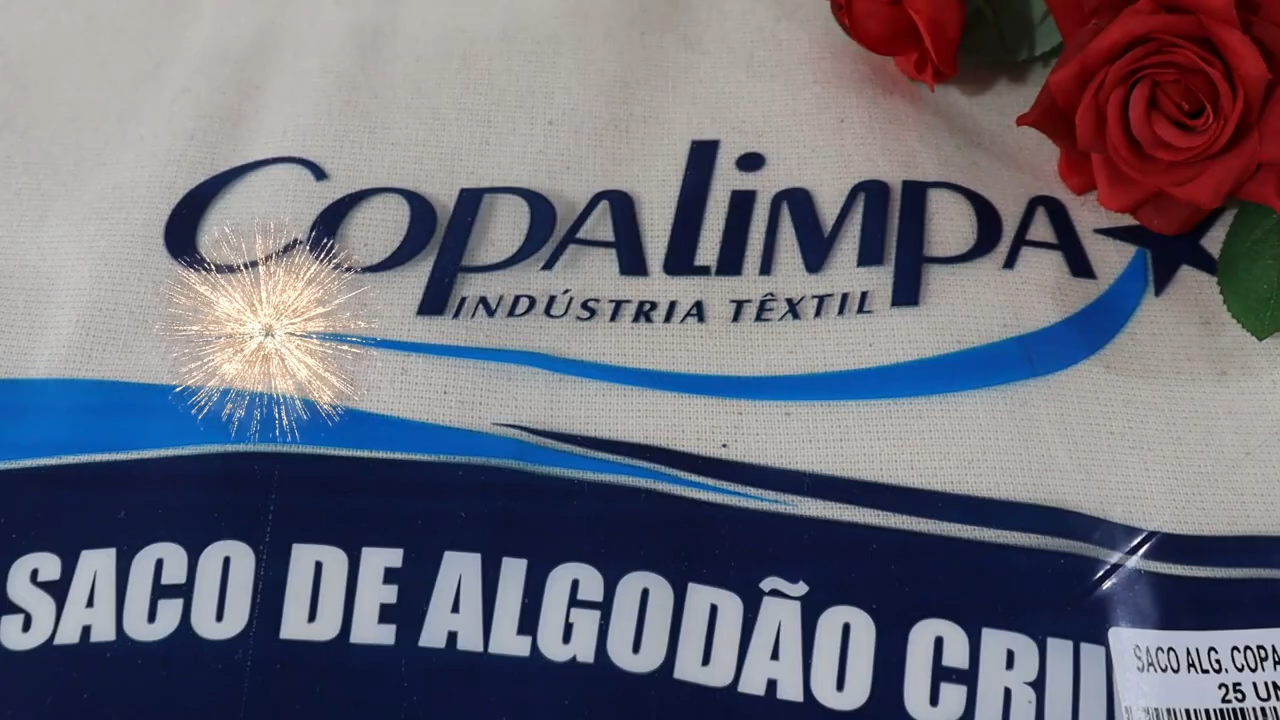 COPALIMPA
INDÚSTRIA TÊXTIL
SACO DE ALGODÃO CRU
SACO ALG. COPA
25 UN